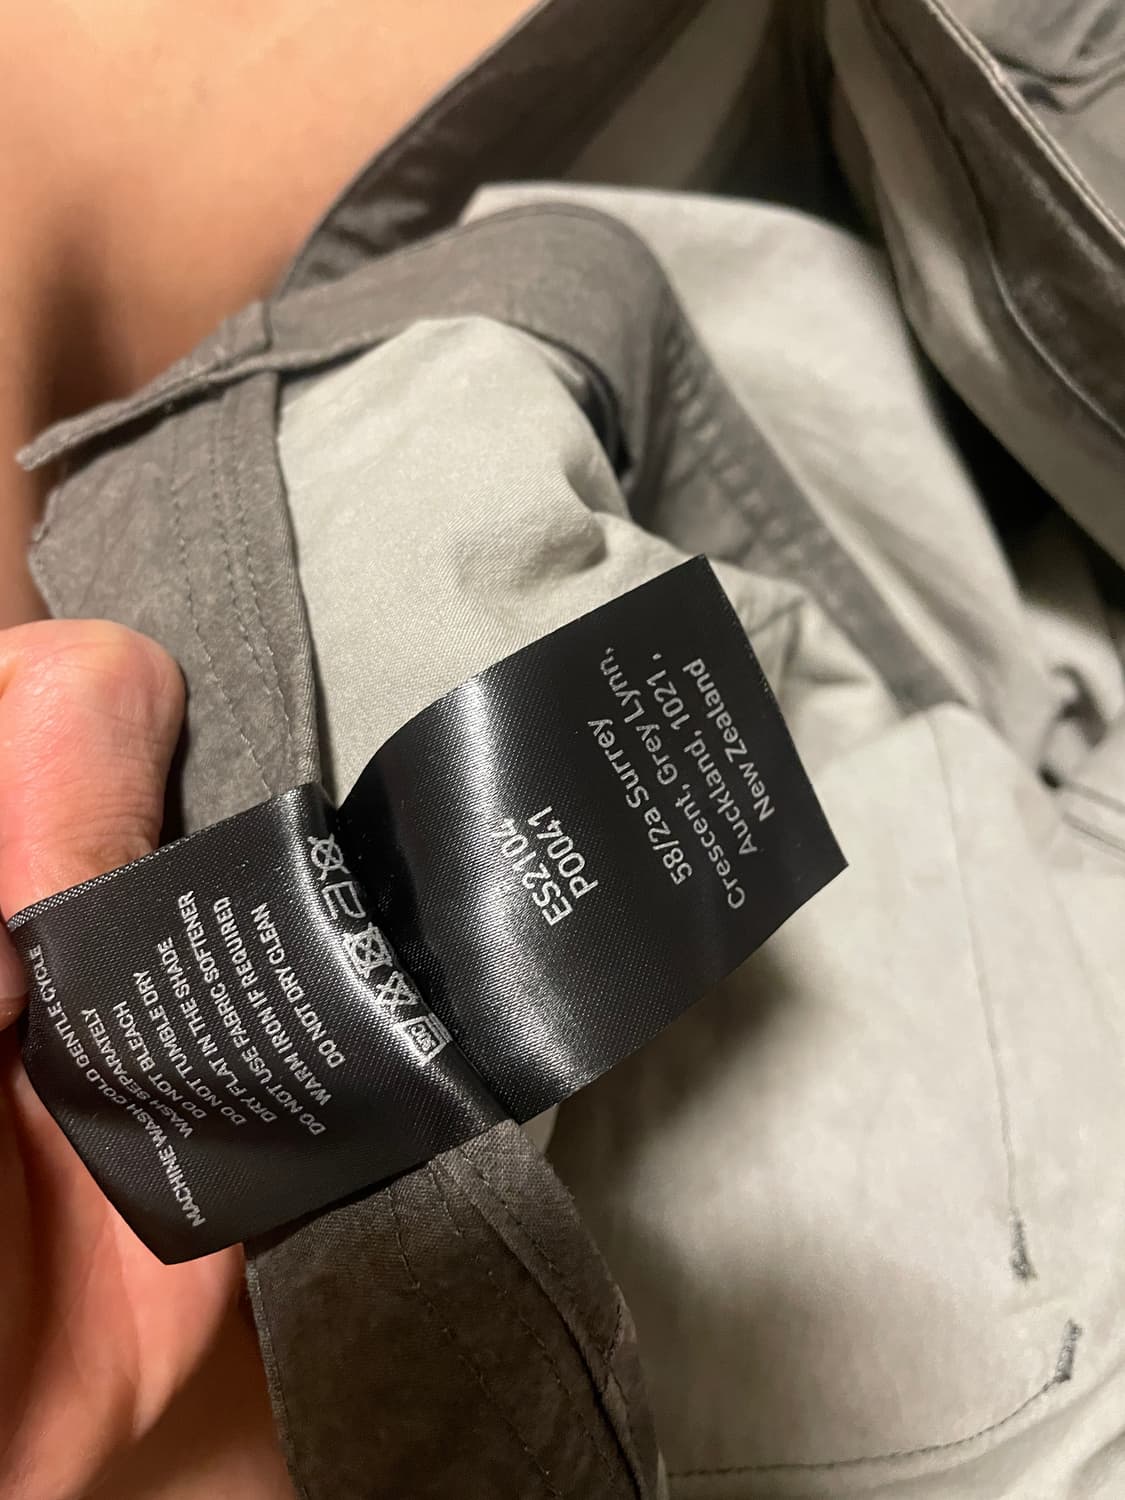 MACHINE WASH COLD GENTLE CYCLE
WASH SEPARATELY
DO NOT BLEACH
DO NOT TUMBLE DRY
DRY FLAT IN THE SHADE
DO NOT USE FABRIC SOFTENER
WARM IRON IF REQUIRED.
DO NOT DRY CLEAN
ES2104
P0041
58/2a Surrey
Crescent, Grey Lynn,
Auckland, 1021 ,
New Zealand